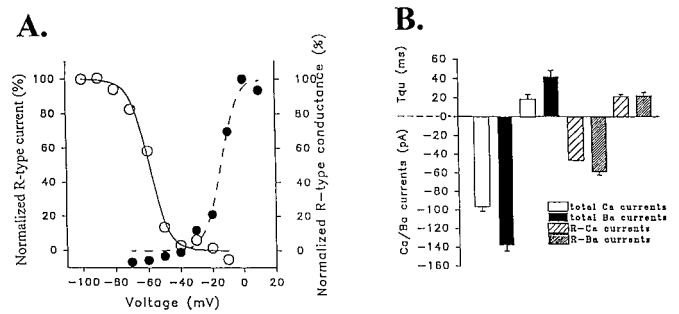 A.
Normalized R-type current (%)
100
80
60
40
20
0
-100 -80 -60 -40 -20 0 20
Voltage (mV)
100
80
60
40
20
0
Normalized R-type conductance (%)
B.
Tqu (ms)
Ca/Ba currents (pA)
60
40
20
0
-20
-40
-60
-80
-100
-120
-140
-160
total Ca currents
total Ba currents
R-Ca currents
R-Ba currents